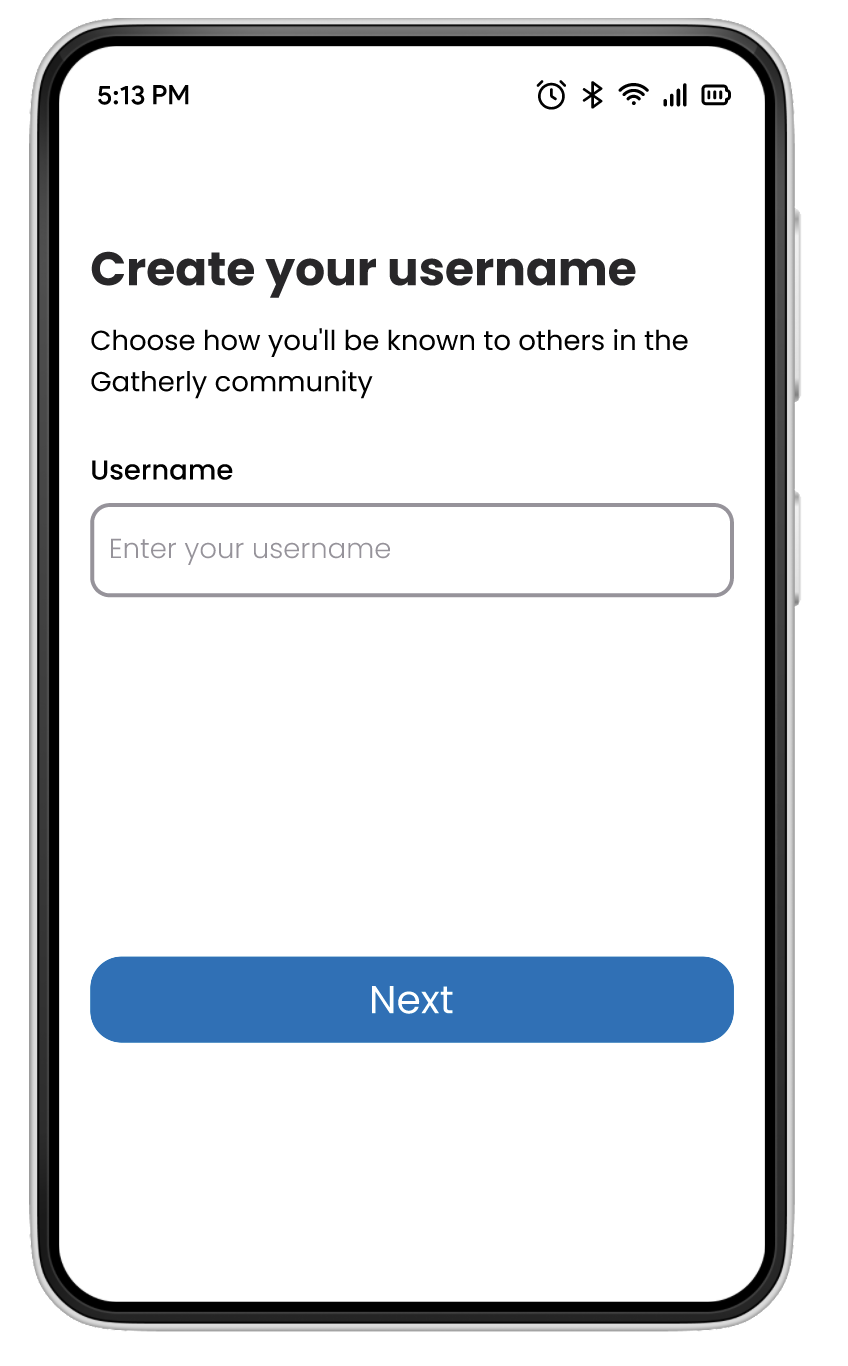 5:13 PM
Create your username
Choose how you'll be known to others in the
Gatherly community
Username
Enter your username
Next